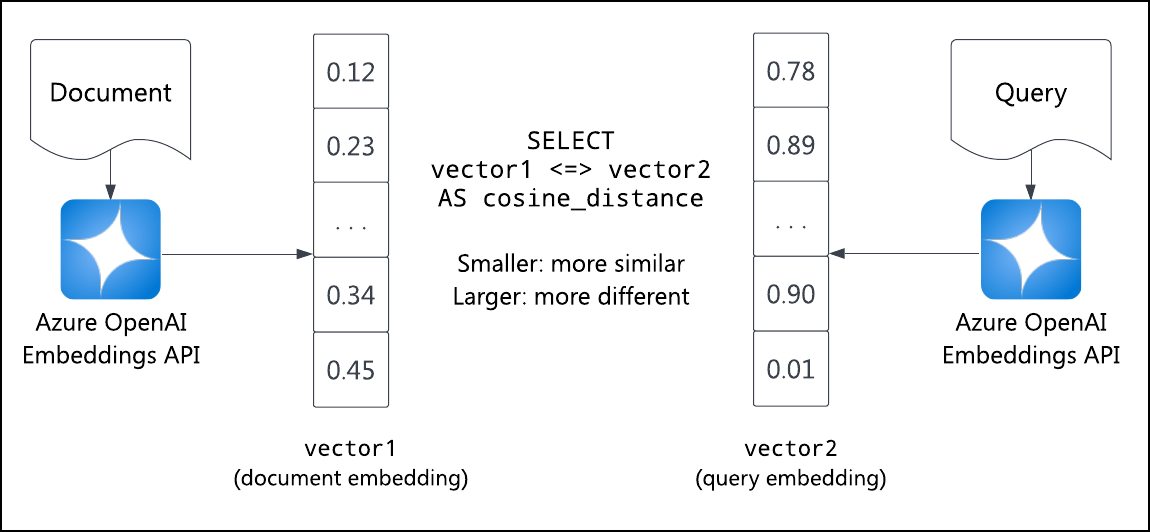 Document
Azure OpenAI
Embeddings API
0.12
0.23
...
0.34
0.45
vector1
(document embedding)
SELECT
vector1 <=> vector2
AS cosine_distance
Smaller: more similar
Larger: more different
0.78
0.89
...
0.90
0.01
vector2
(query embedding)
Query
Azure OpenAI
Embeddings API